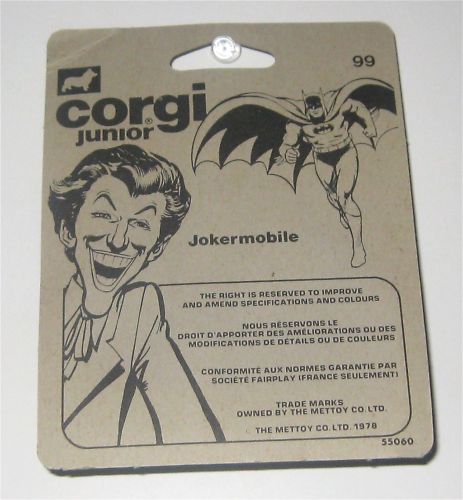 99
corgi®
junior
Jokermobile
THE RIGHT IS RESERVED TO IMPROVE
AND AMEND SPECIFICATIONS AND COLOURS
NOUS RÉSERVONS LE
DROIT D'APPORTER DES AMÉLIORATIONS OU DES
MODIFICATIONS DE DÉTAILS OU DE COULEURS
CONFORMITÉ AUX NORMES GARANTIE PAR
SOCIÉTÉ FAIRPLAY (FRANCE SEULEMENT)
TRADE MARKS
OWNED BY THE METTOY CO. LTD.
THE METTOY CO. LTD. 1978
55060